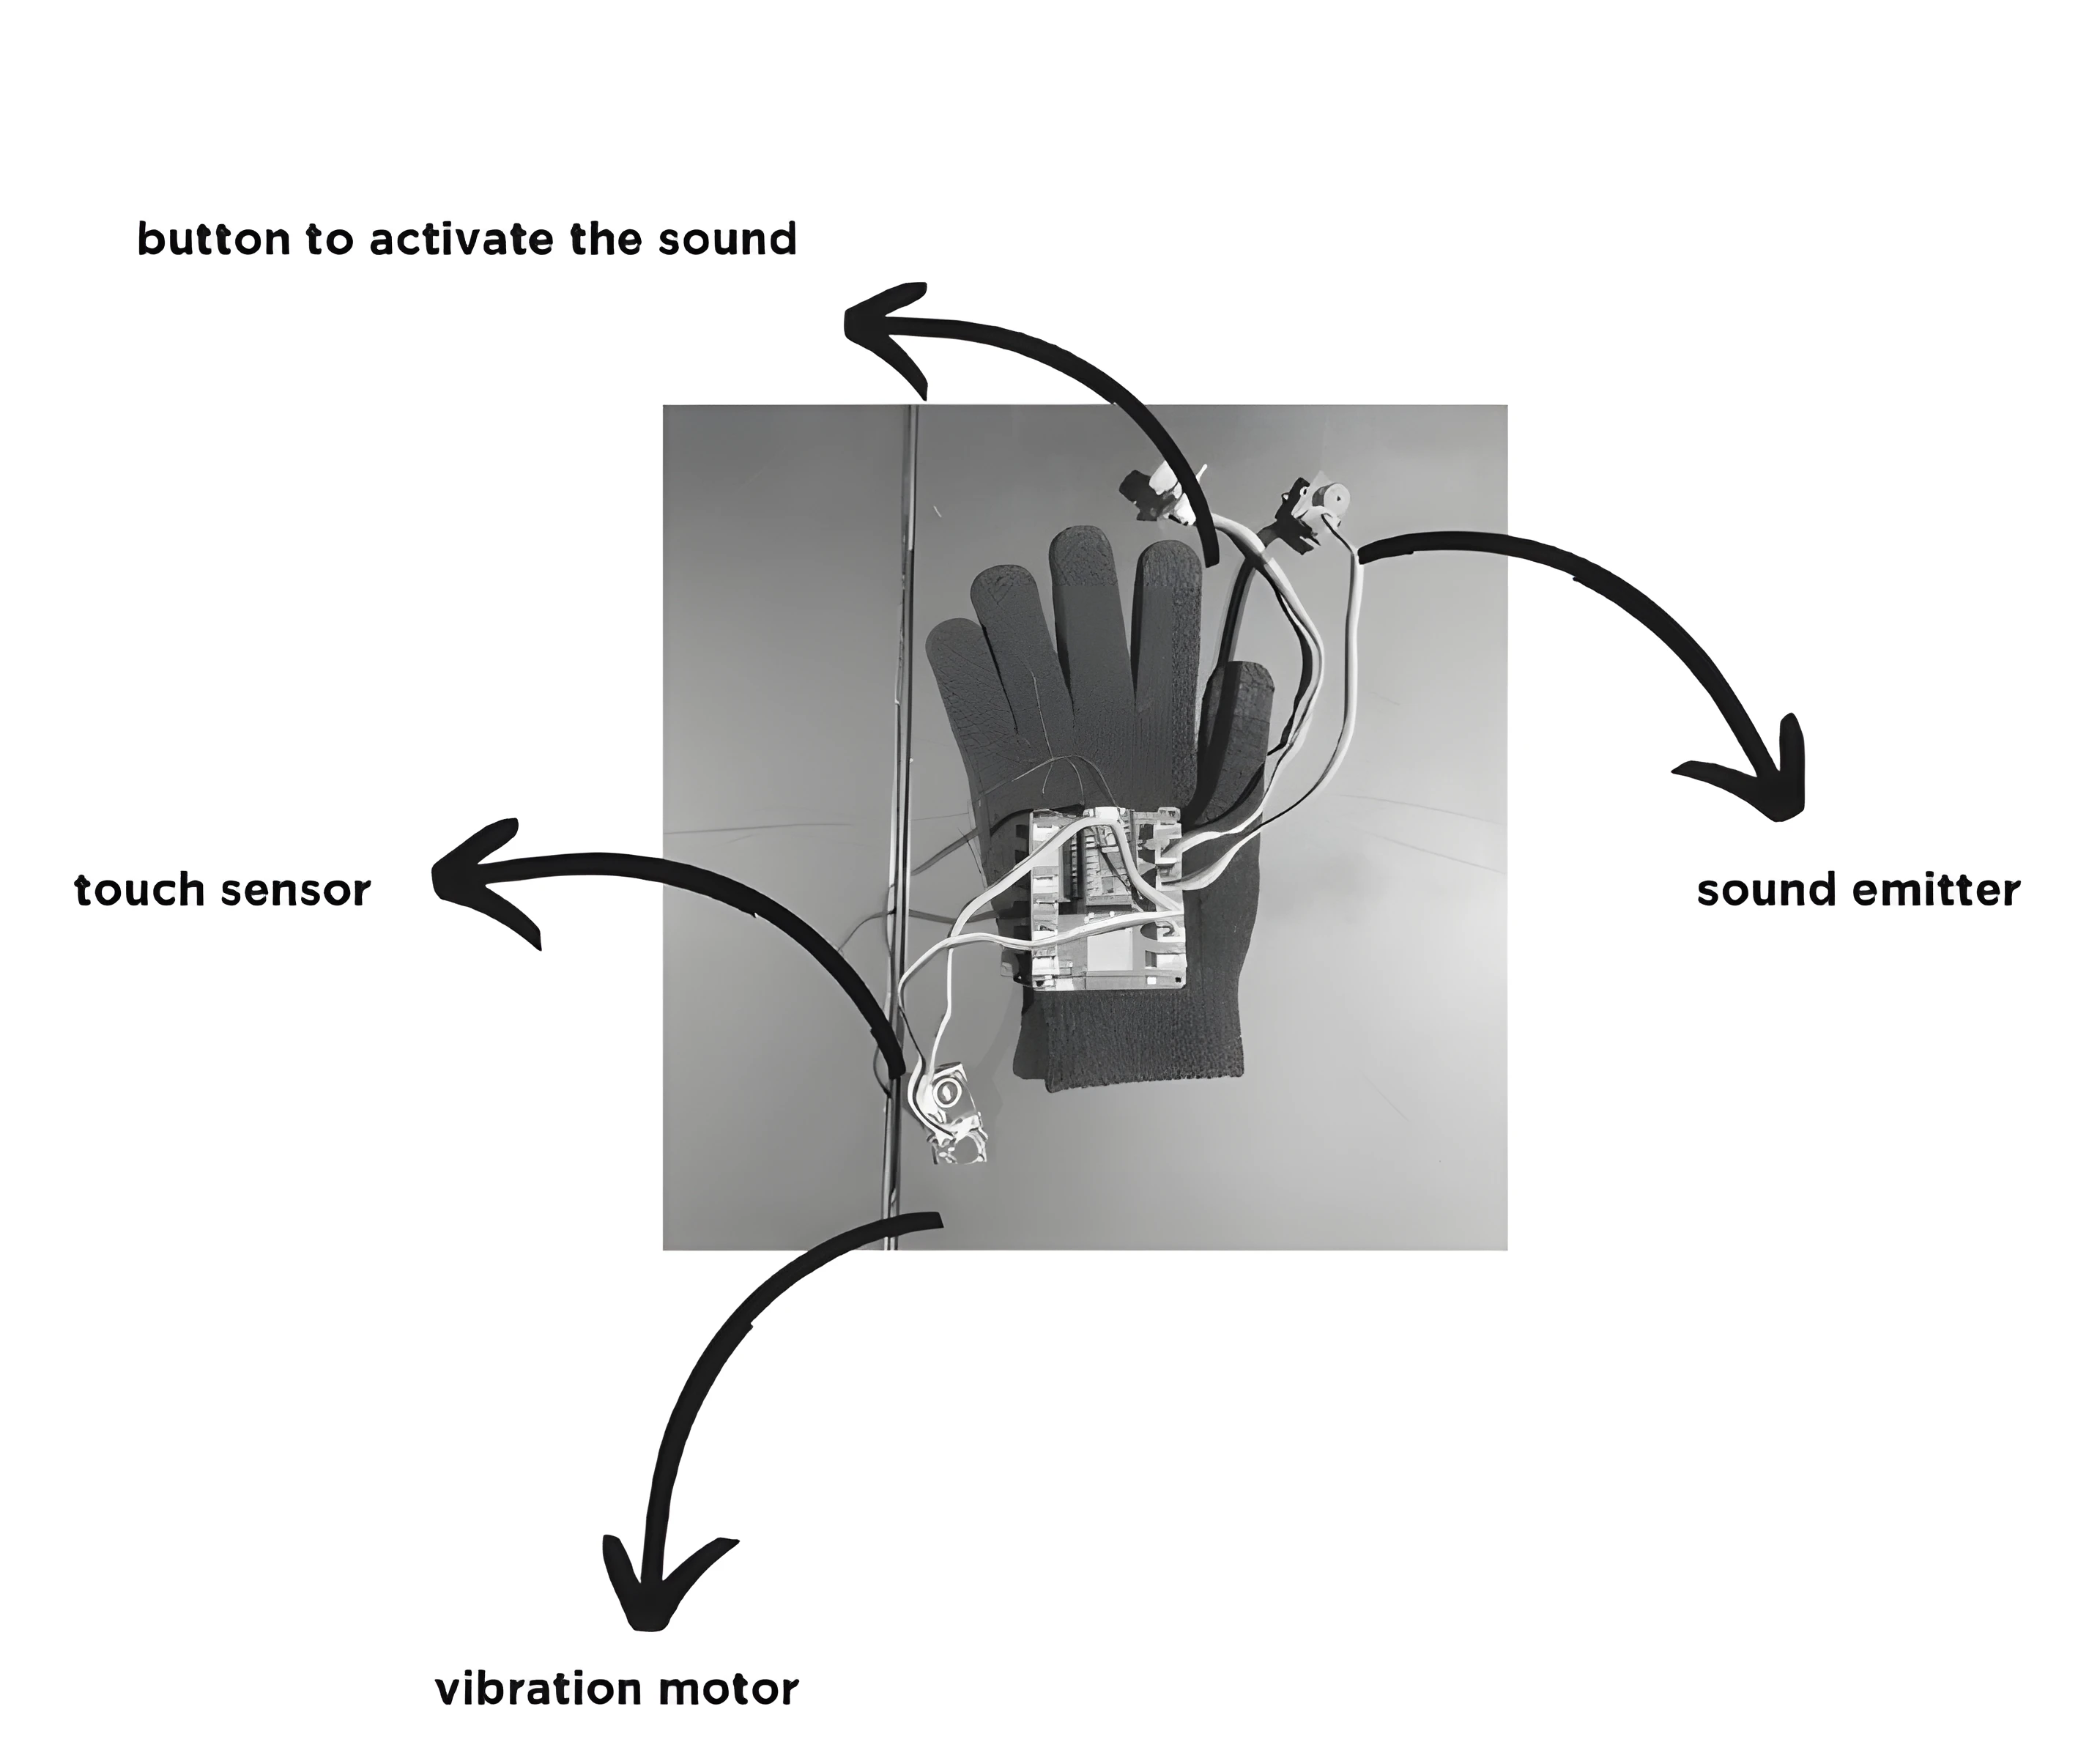 button to activate the sound
touch sensor
sound emitter
vibration motor